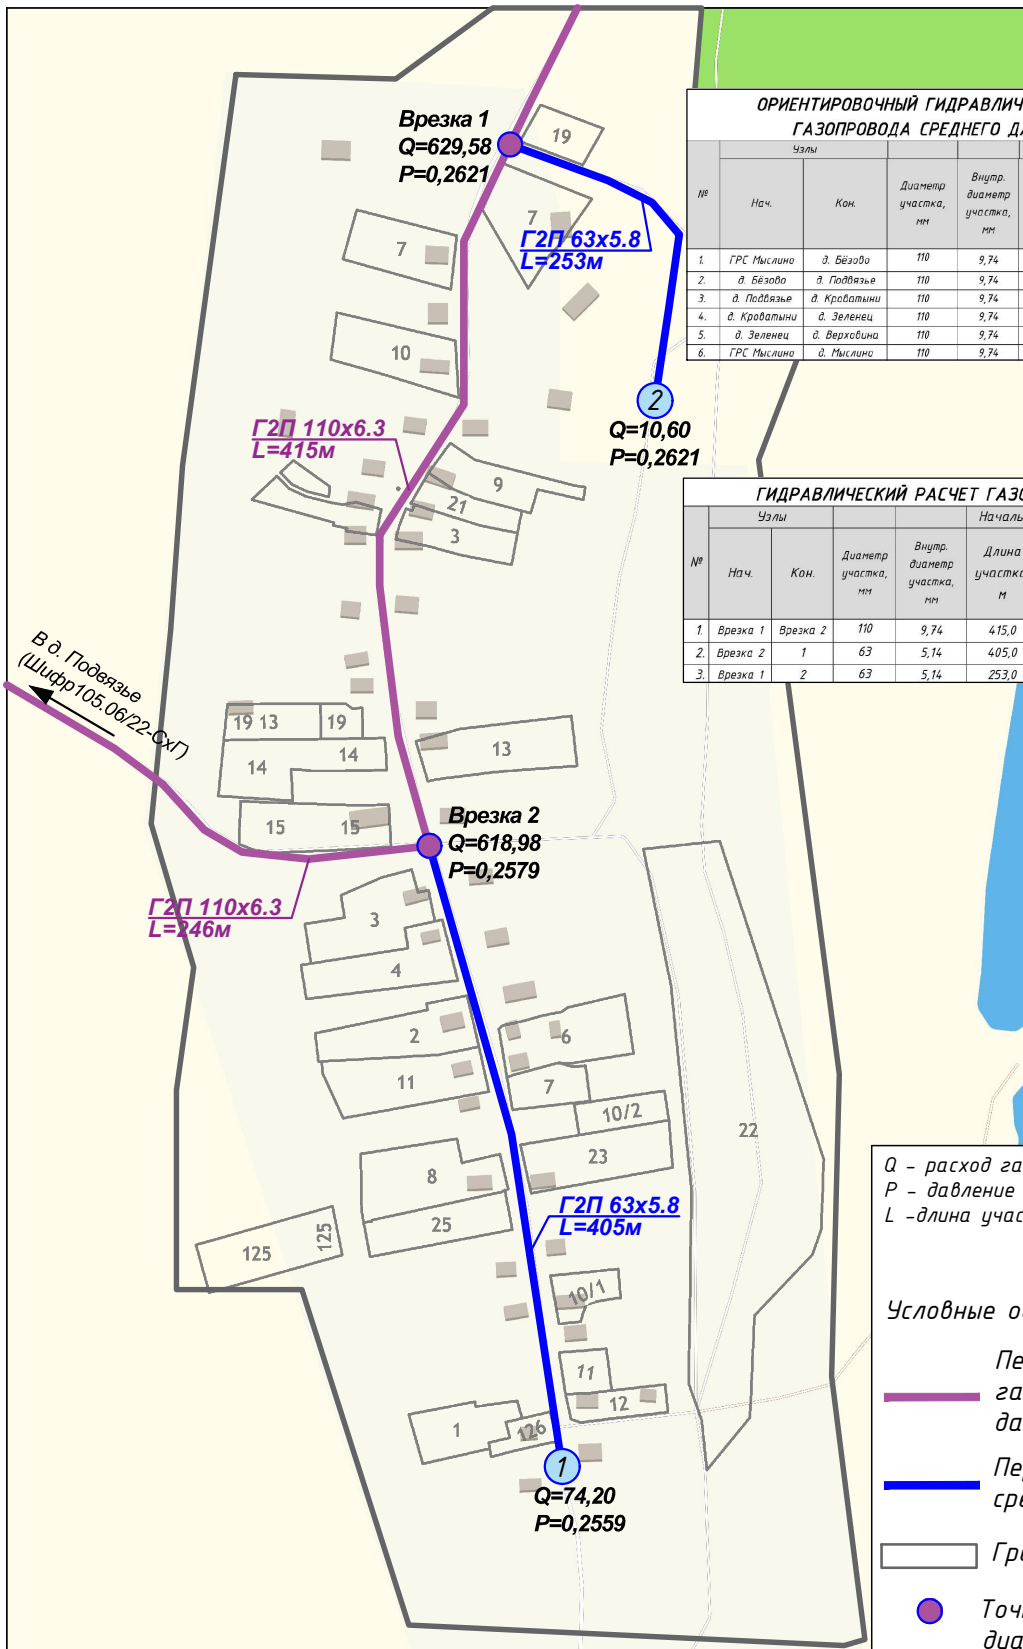 Врезка 1
Q=629,58
P=0,2621
19
7
7
Г2П 63х5.8
L=253м
10
2
Q=10,60
P=0,2621
Г2П 110х6.3
L=415м
9
21
3
В д. Подвязье
(Шифр105.06/22-СхГ)
19 13
19
14
14
13
15
15
Врезка 2
Q=618,98
P=0,2579
Г2П 110х6.3
L=246м
3
4
2
11
6
7
10/2
23
22
8
25
125
125
Г2П 63х5.8
L=405м
10/1
11
12
1
126
1
Q=74,20
P=0,2559
ОРИЕНТИРОВОЧНЫЙ ГИДРАВЛИЧ
ГАЗОПРОВОДА СРЕДНЕГО ДА
Узлы
№ Нач. Кон. Диаметр участка, мм Внутр. диаметр участка, мм
1. ГРС Мыслино д. Бёзово 110 9,74
2. д. Бёзово д. Подвязье 110 9,74
3. д. Подвязье д. Кроватыни 110 9,74
4. д. Кроватыни д. Зеленец 110 9,74
5. д. Зеленец д. Верховина 110 9,74
6. ГРС Мыслино д. Мыслино 110 9,74
ГИДРАВЛИЧЕСКИЙ РАСЧЕТ ГАЗО
Узлы Началь
№ Нач. Кон. Диаметр участка, мм Внутр. диаметр участка, мм Длина участка М
1. Врезка 1 Врезка 2 110 9,74 415,0
2. Врезка 2 1 63 5,14 405,0
3. Врезка 1 2 63 5,14 253,0
Q - расход га
P - давление
L -длина учас
Условные о
Пе
га
да
Пе
сре
Гр
Точ
диа